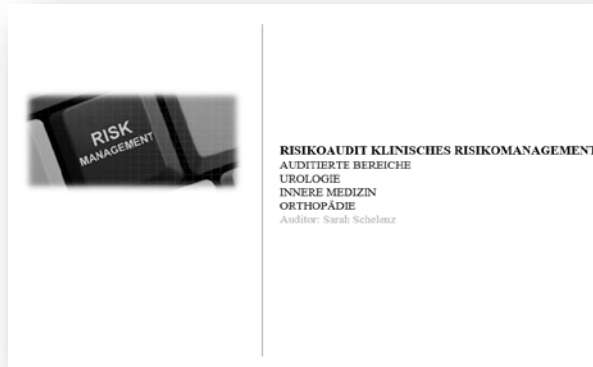 RISK
MANAGEMENT
RISIKOAUDIT KLINISCHES RISIKOMANAGEMENT
AUDITIERTE BEREICHE
UROLOGIE
INNERE MEDIZIN
ORTHOPÄDIE
Auditor: Sarah Schelenz